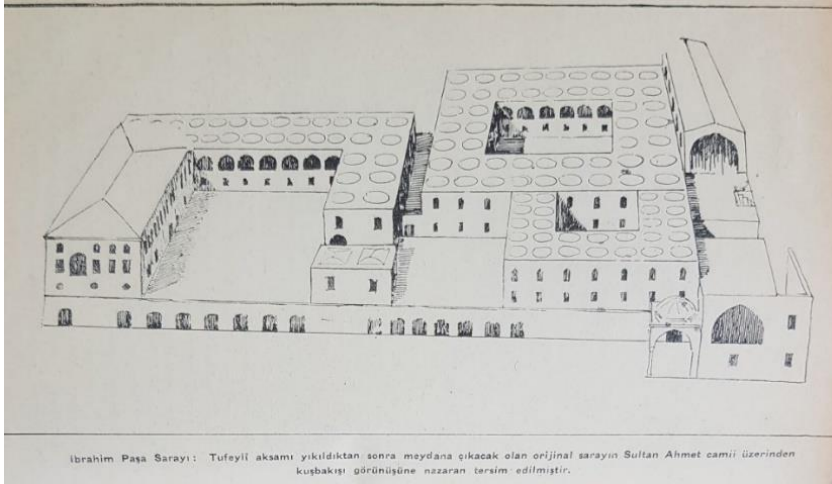 İbrahim Paşa Sarayı: Tufeyli aksamı yıkıldıktan sonra meydana çıkacak olan orijinal sarayın Sultan Ahmet camii üzerinden
kuşbakışı görünüşüne nazaran tersim edilmiştir.